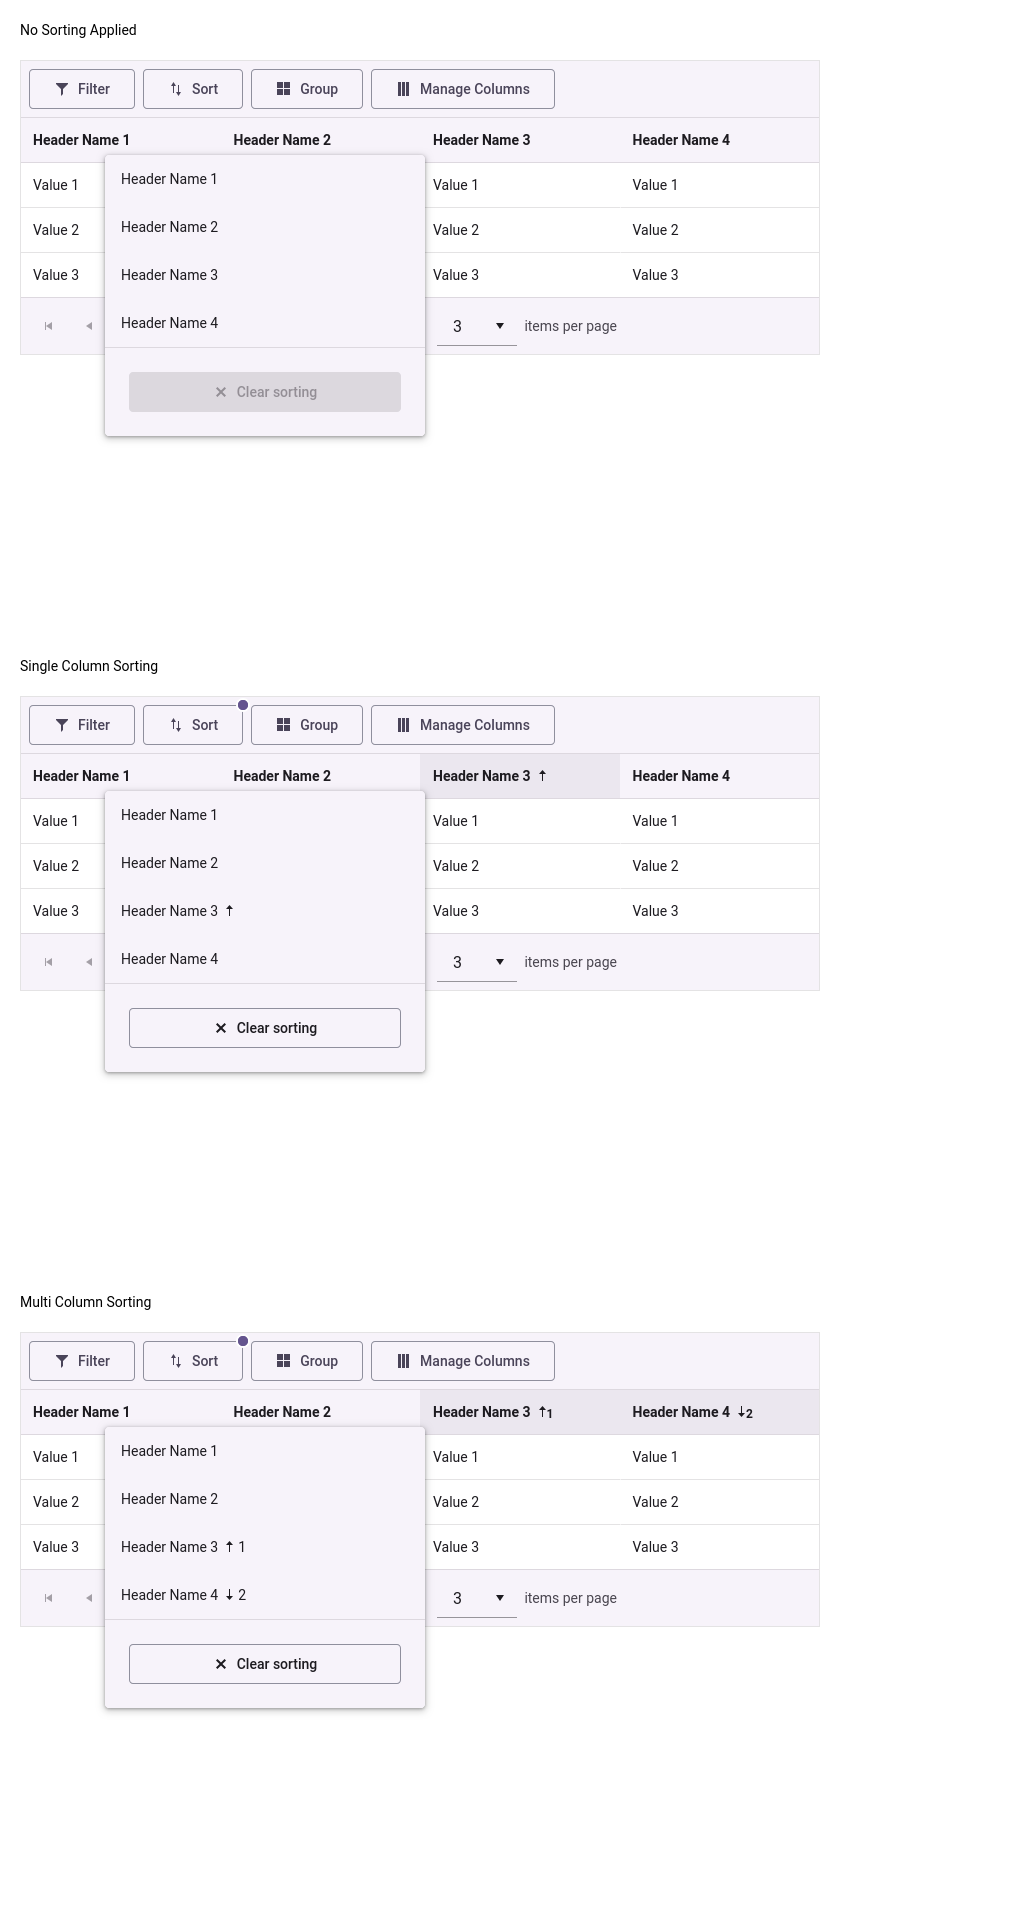 No Sorting Applied
Filter Sort Group Manage Columns
Header Name 1 Header Name 2 Header Name 3 Header Name 4
Header Name 1
Value 1 Value 1 Value 1
Header Name 2
Value 2 Value 2 Value 2
Header Name 3
Value 3 Value 3 Value 3
Header Name 4
3 items per page
Clear sorting
Single Column Sorting
Filter Sort Group Manage Columns
Header Name 1 Header Name 2 Header Name 3 ↑ Header Name 4
Header Name 1
Value 1 Value 1 Value 1
Header Name 2
Value 2 Value 2 Value 2
Header Name 3 ↑
Value 3 Value 3 Value 3
Header Name 4
3 items per page
Clear sorting
Multi Column Sorting
Filter Sort Group Manage Columns
Header Name 1 Header Name 2 Header Name 3 ↑1 Header Name 4 ↓2
Header Name 1
Value 1 Value 1 Value 1
Header Name 2
Value 2 Value 2 Value 2
Header Name 3 ↑ 1
Value 3 Value 3 Value 3
Header Name 4 ↓ 2
3 items per page
Clear sorting